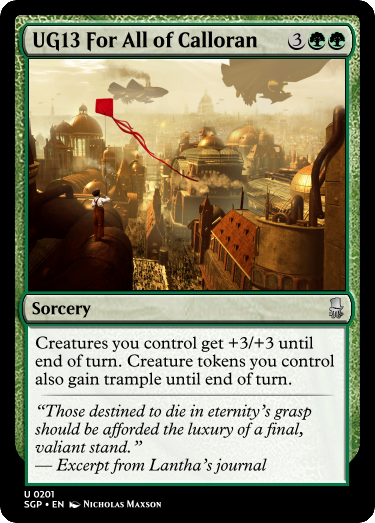 UG13 For All of Calloran 3
Sorcery
Creatures you control get +3/+3 until
end of turn. Creature tokens you control
also gain trample until end of turn.
“Those destined to die in eternity’s grasp
should be afforded the luxury of a final,
valiant stand.”
— Excerpt from Lantha’s journal
U 0201
SGP • EN Nicholas Maxson